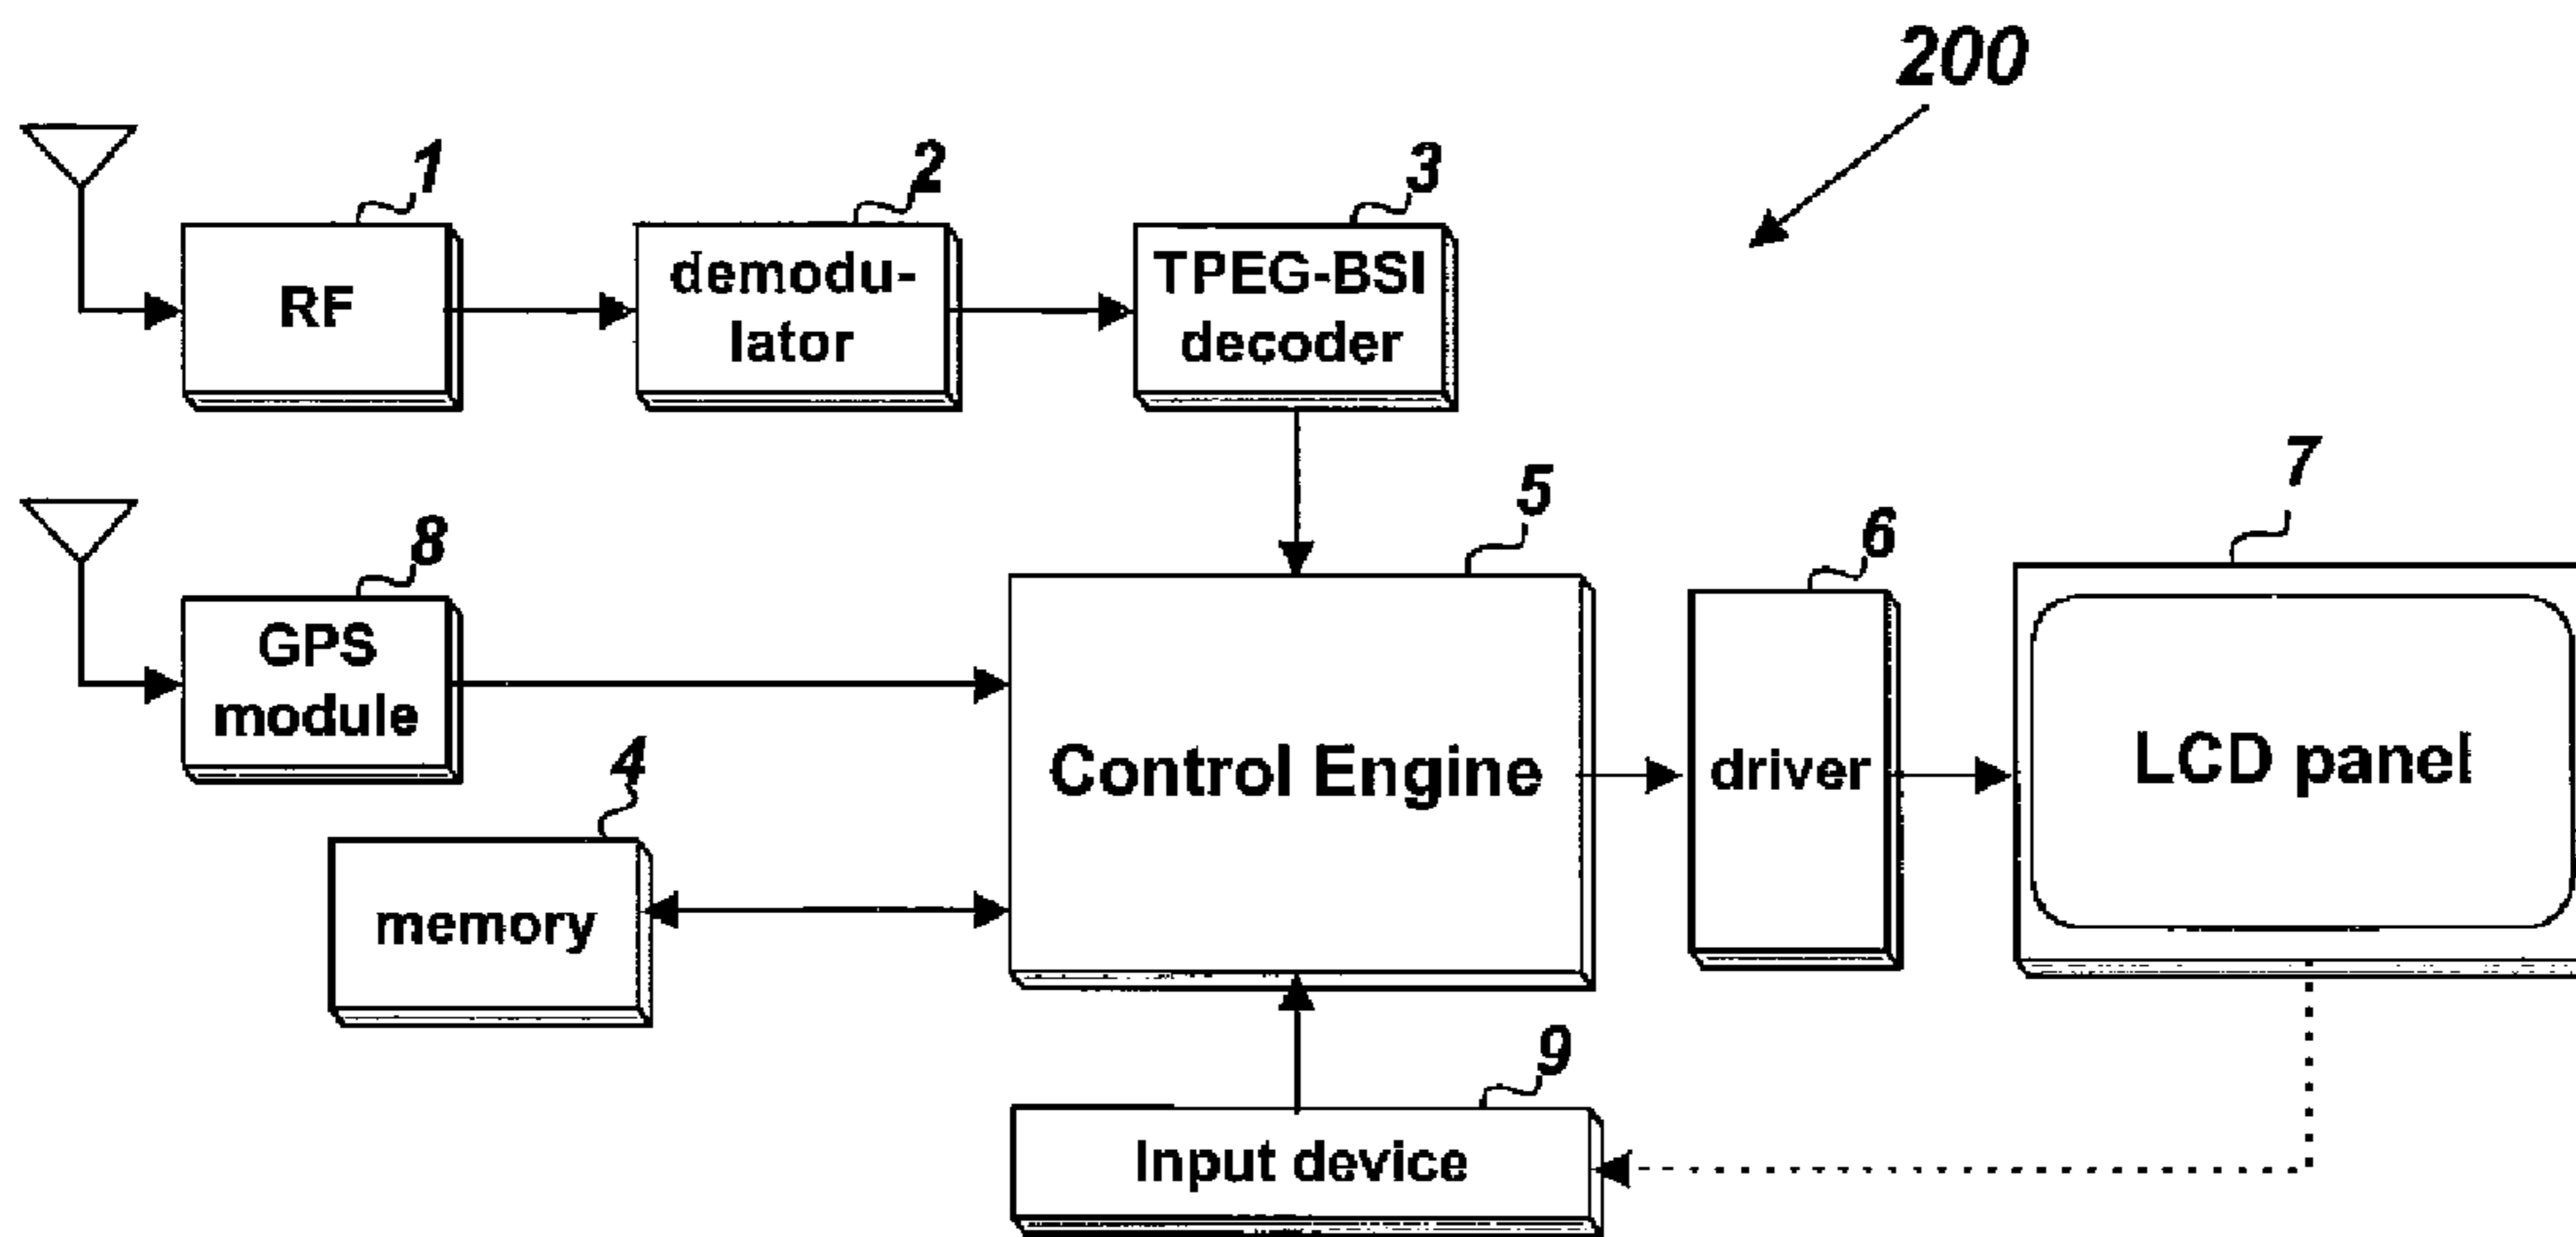 200
1
2
3
RF
demodu-
lator
TPEG-BSI
decoder
8
5
6
7
GPS
module
4
Control Engine
driver
LCD panel
memory
9
Input device